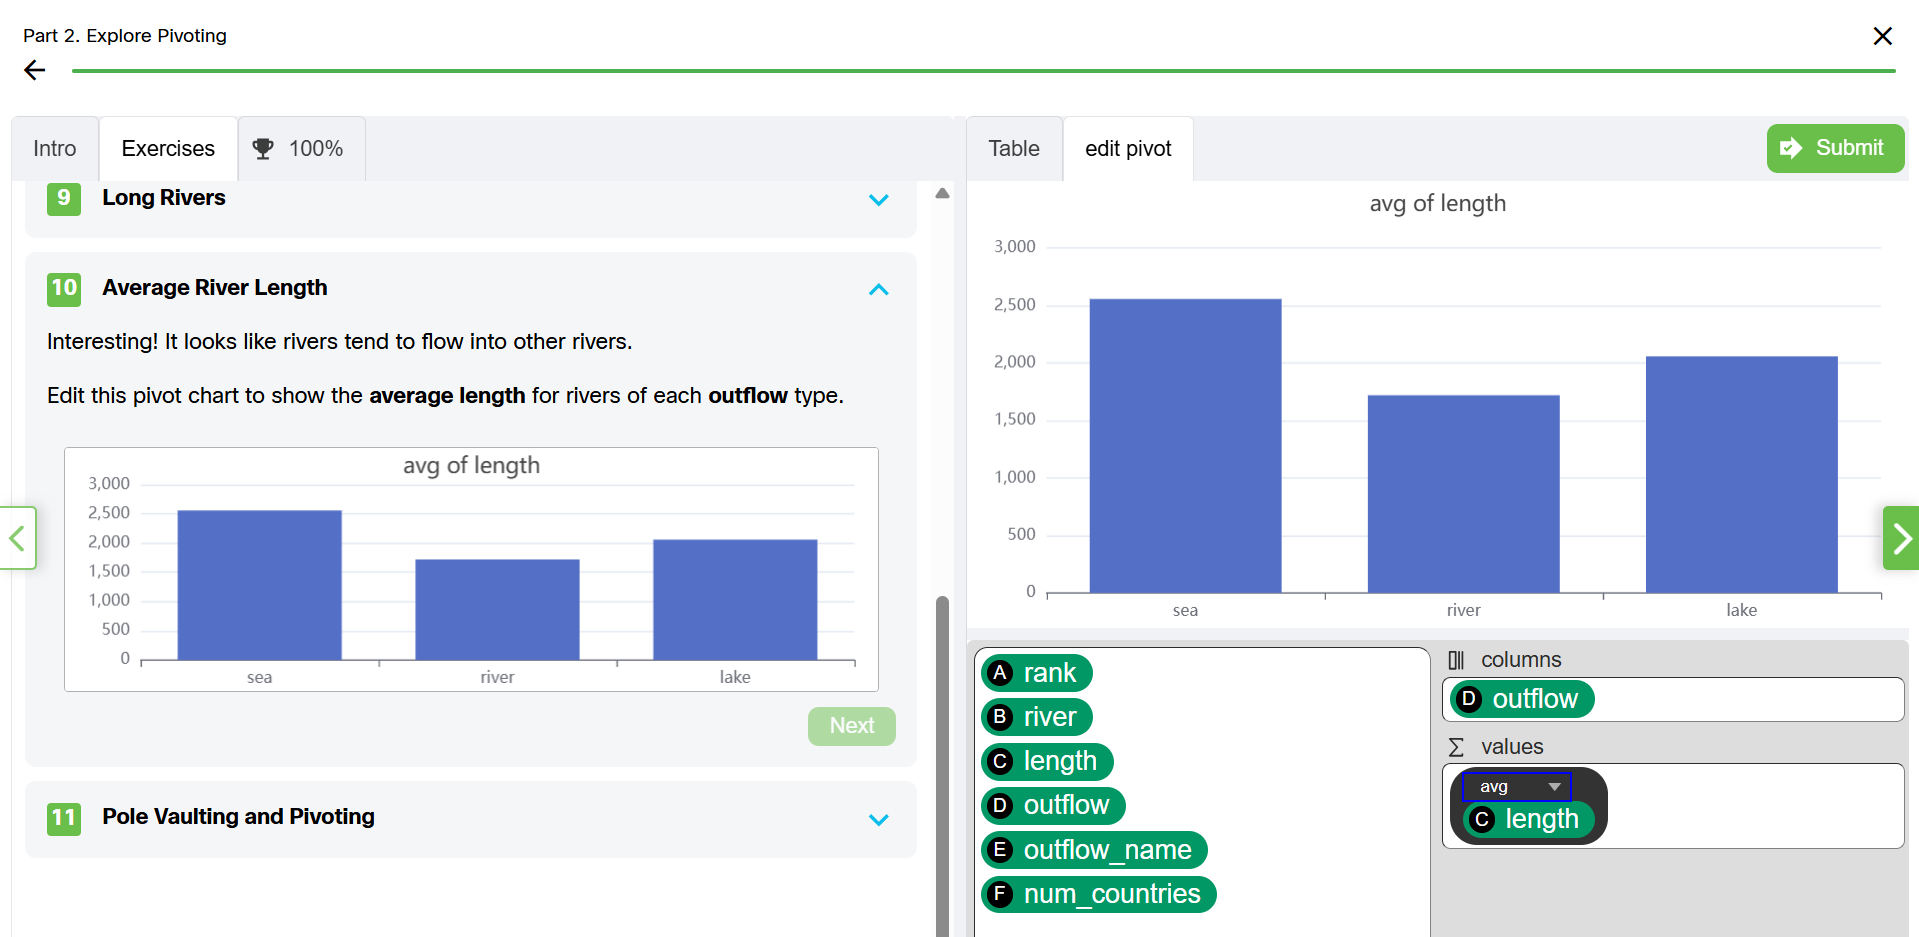 Part 2. Explore Pivoting
Intro
Exercises
100%
9
Long Rivers
10
Average River Length
Interesting! It looks like rivers tend to flow into other rivers.
Edit this pivot chart to show the average length for rivers of each outflow type.
avg of length
3,000
2,500
2,000
1,500
1,000
500
0
sea
river
lake
Next
11
Pole Vaulting and Pivoting
Table
edit pivot
Submit
avg of length
3,000
2,500
2,000
1,500
1,000
500
0
sea
river
lake
A rank
B river
C length
D outflow
E outflow_name
F num_countries
columns
D outflow
Σ values
avg
C length